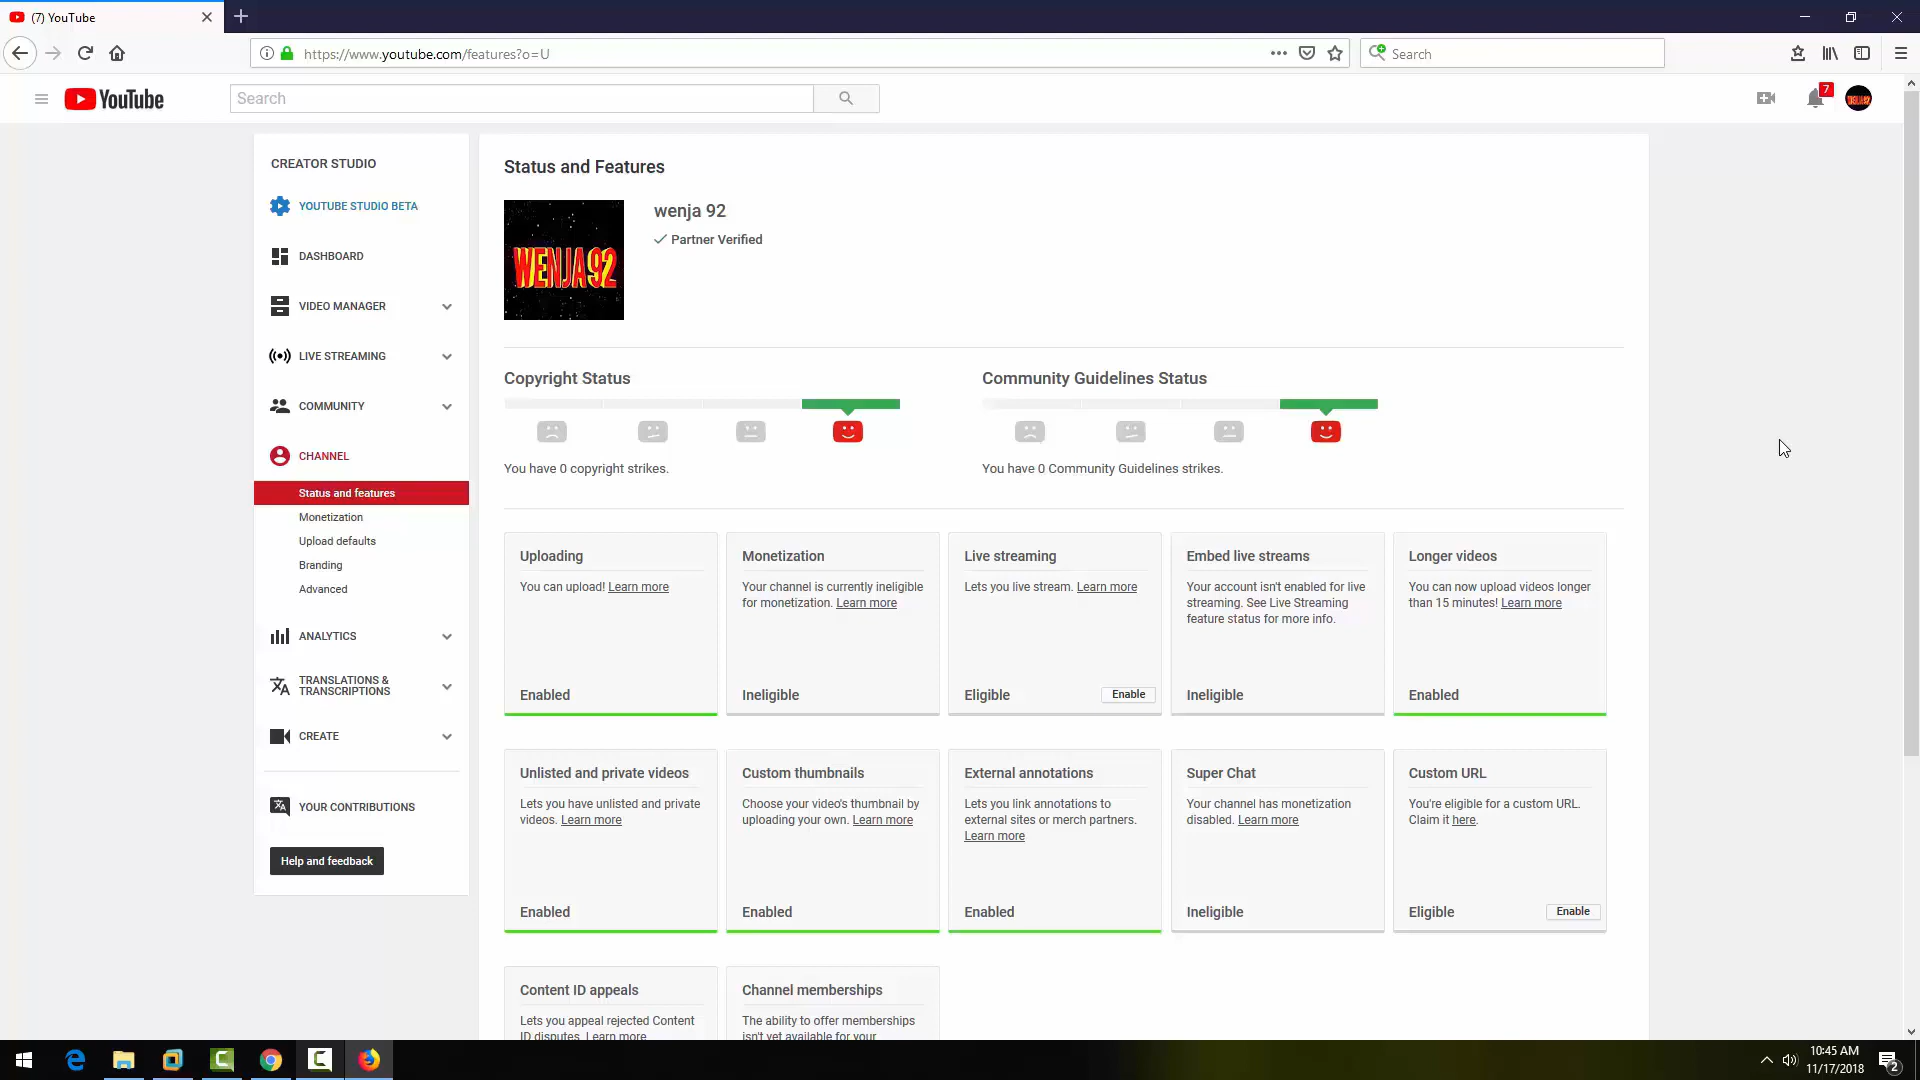 (7) YouTube
https://www.youtube.com/features?o=U
Search
YouTube
Search
7
CREATOR STUDIO
YOUTUBE STUDIO BETA
DASHBOARD
VIDEO MANAGER
LIVE STREAMING
COMMUNITY
CHANNEL
Status and features
Monetization
Upload defaults
Branding
Advanced
ANALYTICS
TRANSLATIONS &
TRANSCRIPTIONS
CREATE
YOUR CONTRIBUTIONS
Help and feedback
Status and Features
WENJA92
wenja 92
Partner Verified
Copyright Status
You have 0 copyright strikes.
Community Guidelines Status
You have 0 Community Guidelines strikes.
Uploading
You can upload! Learn more
Enabled
Monetization
Your channel is currently ineligible
for monetization. Learn more
Ineligible
Live streaming
Lets you live stream. Learn more
Eligible
Enable
Embed live streams
Your account isn't enabled for live
streaming. See Live Streaming
feature status for more info.
Ineligible
Longer videos
You can now upload videos longer
than 15 minutes! Learn more
Enabled
Unlisted and private videos
Lets you have unlisted and private
videos. Learn more
Enabled
Custom thumbnails
Choose your video's thumbnail by
uploading your own. Learn more
Enabled
External annotations
Lets you link annotations to
external sites or merch partners.
Learn more
Enabled
Super Chat
Your channel has monetization
disabled. Learn more
Ineligible
Custom URL
You're eligible for a custom URL.
Claim it here.
Eligible
Enable
Content ID appeals
Lets you appeal rejected Content
ID disputes. Learn more
Channel memberships
The ability to offer memberships
isn't yet available for your
10:45 AM
11/17/2018
2